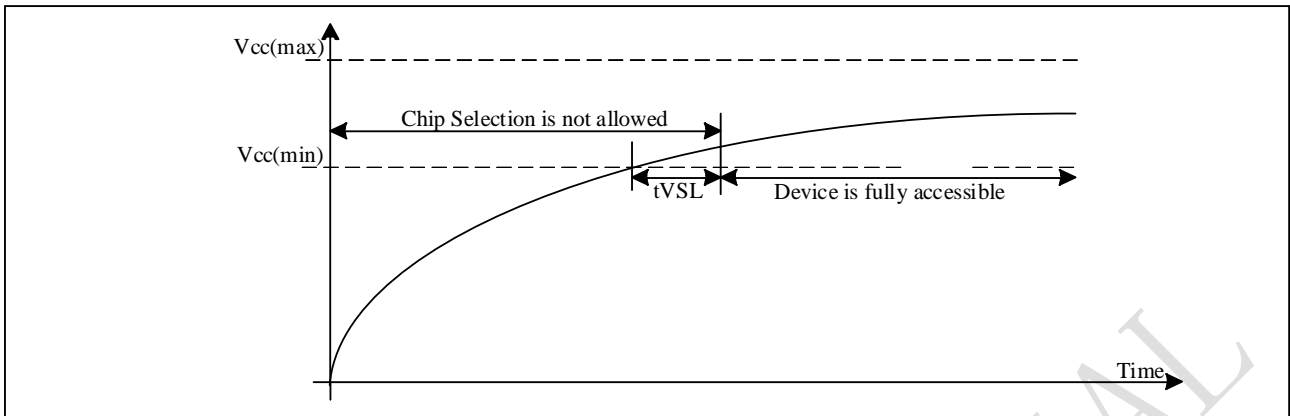 Vcc(max)
Chip Selection is not allowed
Vcc(min)
tVSL
Device is fully accessible
Time